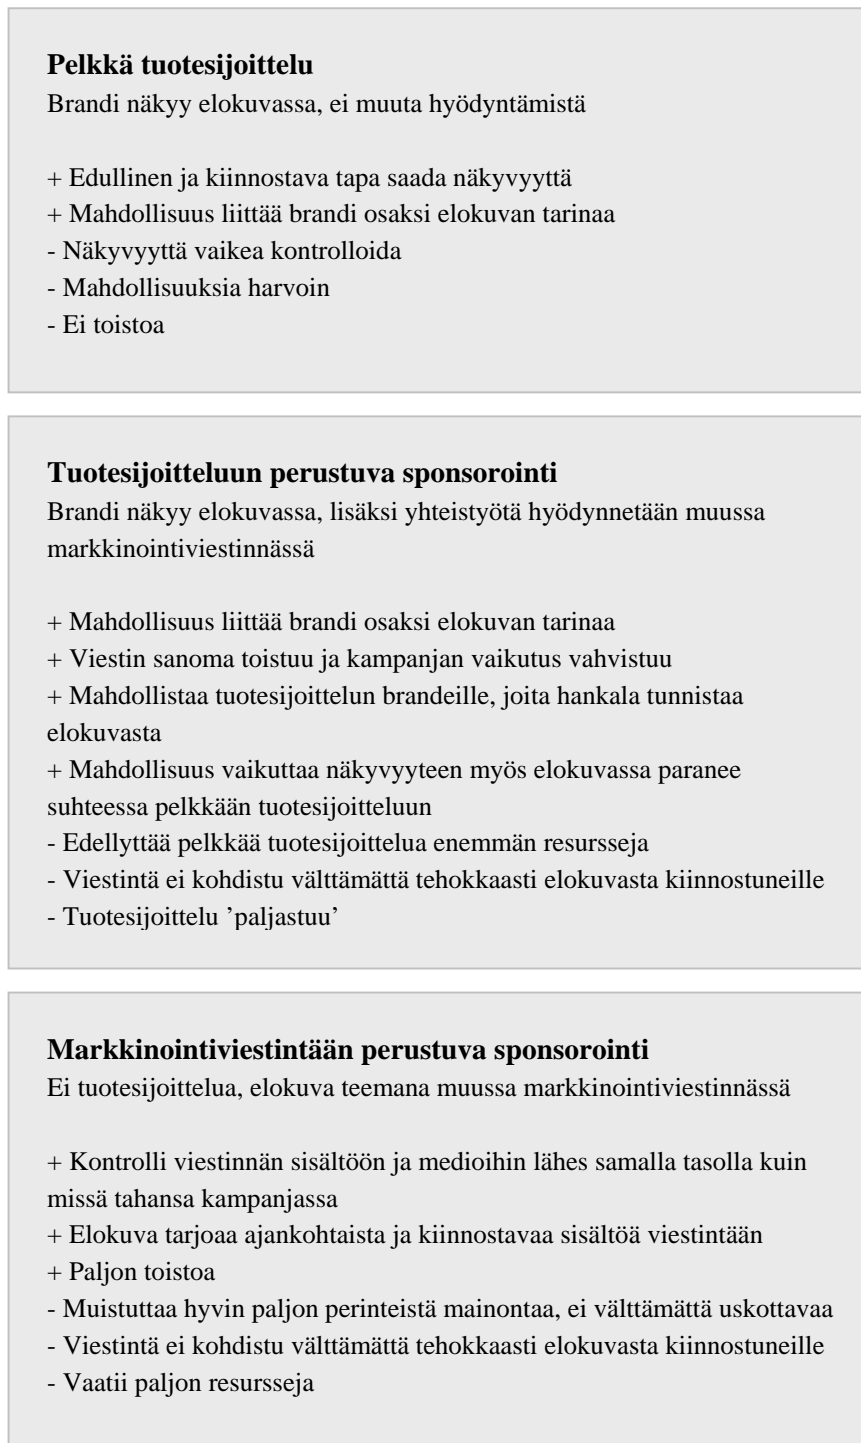 Pelkkä tuotesijoittelu
Brandi näkyy elokuvassa, ei muuta hyödyntämistä
+ Edullinen ja kiinnostava tapa saada näkyvyyttä
+ Mahdollisuus liittää brandi osaksi elokuvan tarinaa
- Näkyvyyttä vaikea kontrolloida
- Mahdollisuuksia harvoin
- Ei toistoa
Tuotesijoitteluun perustuva sponsorointi
Brandi näkyy elokuvassa, lisäksi yhteistyötä hyödynnetään muussa
markkinointiviestinnässä
+ Mahdollisuus liittää brandi osaksi elokuvan tarinaa
+ Viestin sanoma toistuu ja kampanjan vaikutus vahvistuu
+ Mahdollistaa tuotesijoittelun brandeille, joita hankala tunnistaa
elokuvasta
+ Mahdollisuus vaikuttaa näkyvyyteen myös elokuvassa paranee
suhteessa pelkkään tuotesijoitteluun
- Edellyttää pelkkää tuotesijoittelua enemmän resursseja
- Viestintä ei kohdistu välttämättä tehokkaasti elokuvasta kiinnostuneille
- Tuotesijoittelu ’paljastuu’
Markkinointiviestintään perustuva sponsorointi
Ei tuotesijoittelua, elokuva teemana muussa markkinointiviestinnässä
+ Kontrolli viestinnän sisältöön ja medioihin lähes samalla tasolla kuin
missä tahansa kampanjassa
+ Elokuva tarjoaa ajankohtaista ja kiinnostavaa sisältöä viestintään
+ Paljon toistoa
- Muistuttaa hyvin paljon perinteistä mainontaa, ei välttämättä uskottavaa
- Viestintä ei kohdistu välttämättä tehokkaasti elokuvasta kiinnostuneille
- Vaatii paljon resursseja